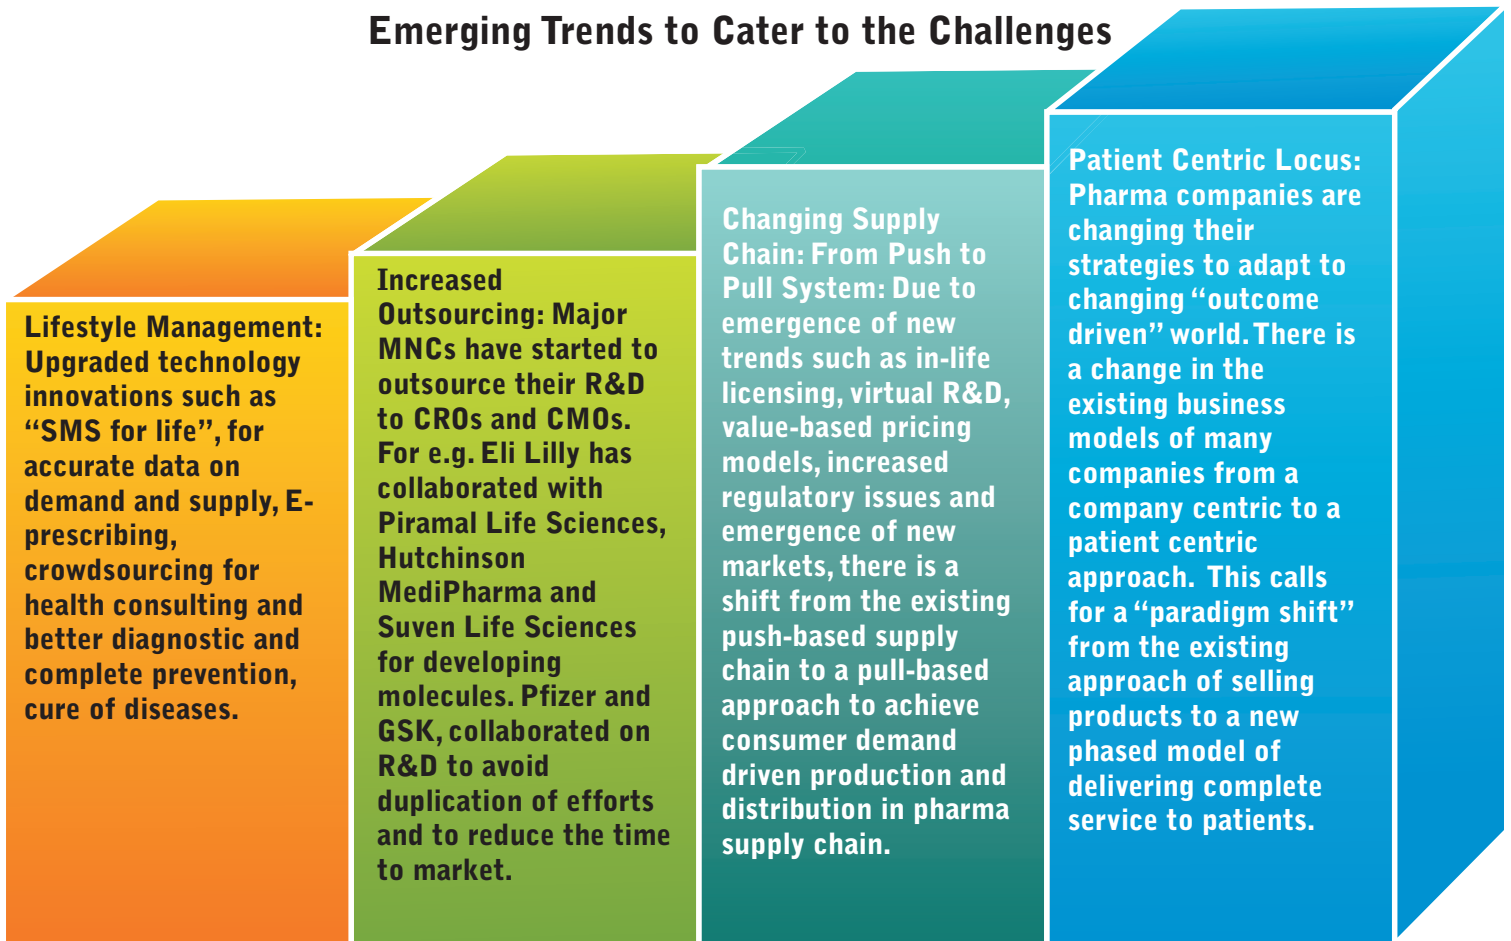 Emerging Trends to Cater to the Challenges
Lifestyle Management:
Upgraded technology
innovations such as
“SMS for life”, for
accurate data on
demand and supply, E-
prescribing,
crowdsourcing for
health consulting and
better diagnostic and
complete prevention,
cure of diseases.
Increased
Outsourcing: Major
MNCs have started to
outsource their R&D
to CROs and CMOs.
For e.g. Eli Lilly has
collaborated with
Piramal Life Sciences,
Hutchinson
MediPharma and
Suven Life Sciences
for developing
molecules. Pfizer and
GSK, collaborated on
R&D to avoid
duplication of efforts
and to reduce the time
to market.
Changing Supply
Chain: From Push to
Pull System: Due to
emergence of new
trends such as in-life
licensing, virtual R&D,
value-based pricing
models, increased
regulatory issues and
emergence of new
markets, there is a
shift from the existing
push-based supply
chain to a pull-based
approach to achieve
consumer demand
driven production and
distribution in pharma
supply chain.
Patient Centric Locus:
Pharma companies are
changing their
strategies to adapt to
changing “outcome
driven” world. There is
a change in the
existing business
models of many
companies from a
company centric to a
patient centric
approach. This calls
for a “paradigm shift”
from the existing
approach of selling
products to a new
phased model of
delivering complete
service to patients.